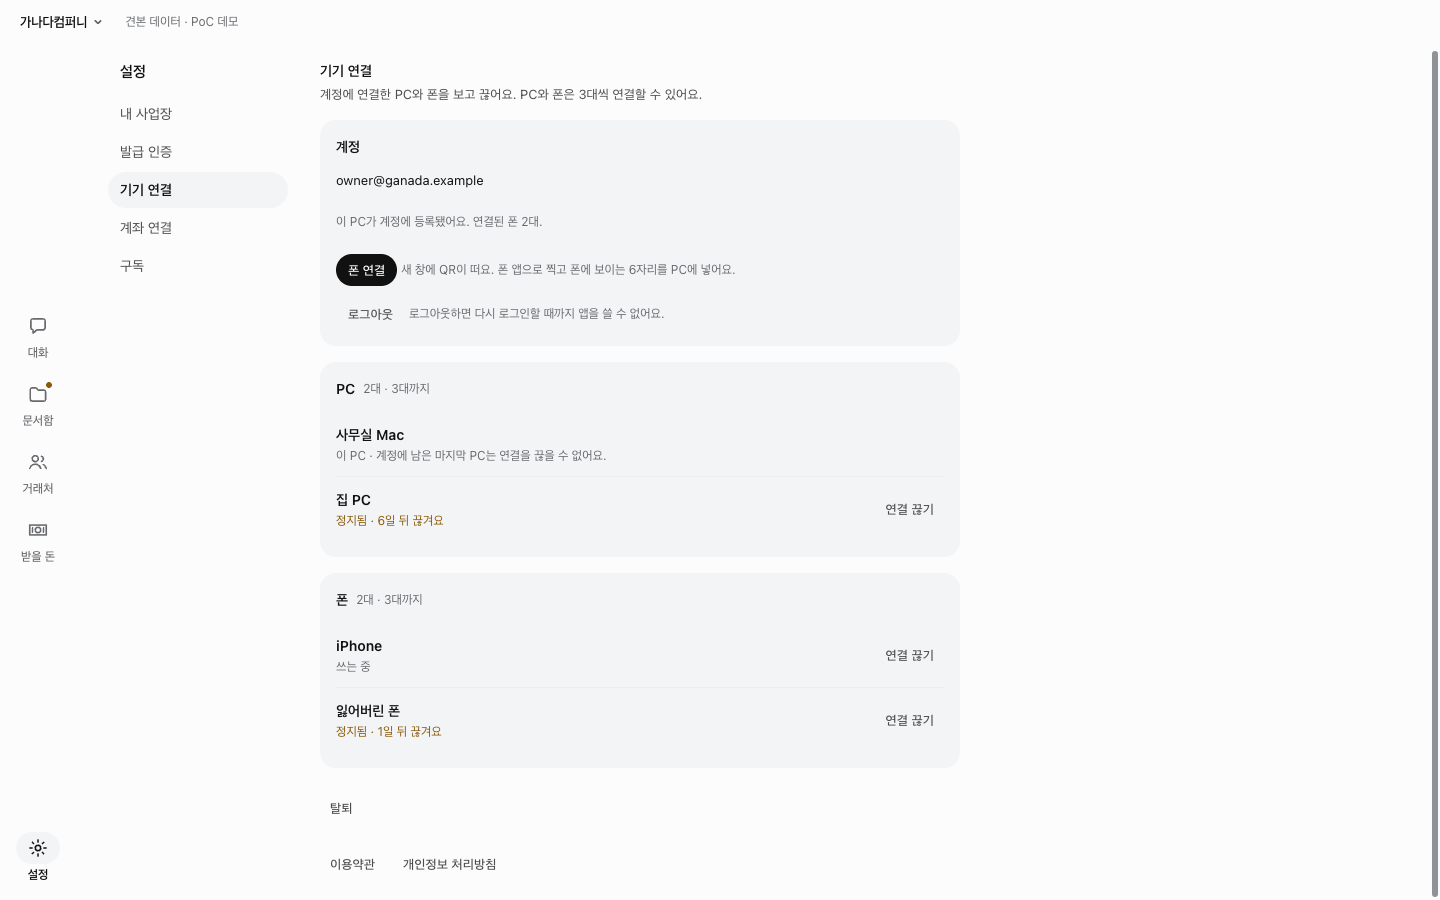 가나다컴퍼니
견본 데이터 · PoC 데모
설정
내 사업장
발급 인증
기기 연결
계좌 연결
구독
대화
문서함
거래처
받을 돈
설정
기기 연결
계정에 연결한 PC와 폰을 보고 끊어요. PC와 폰은 3대씩 연결할 수 있어요.
계정
owner@ganada.example
이 PC가 계정에 등록됐어요. 연결된 폰 2대.
폰 연결 새 창에 QR이 떠요. 폰 앱으로 찍고 폰에 보이는 6자리를 PC에 넣어요.
로그아웃 로그아웃하면 다시 로그인할 때까지 앱을 쓸 수 없어요.
PC 2대 · 3대까지
사무실 Mac
이 PC · 계정에 남은 마지막 PC는 연결을 끊을 수 없어요.
집 PC
정지됨 · 6일 뒤 끊겨요
연결 끊기
폰 2대 · 3대까지
iPhone
쓰는 중
연결 끊기
잃어버린 폰
정지됨 · 1일 뒤 끊겨요
연결 끊기
탈퇴
이용약관 개인정보 처리방침